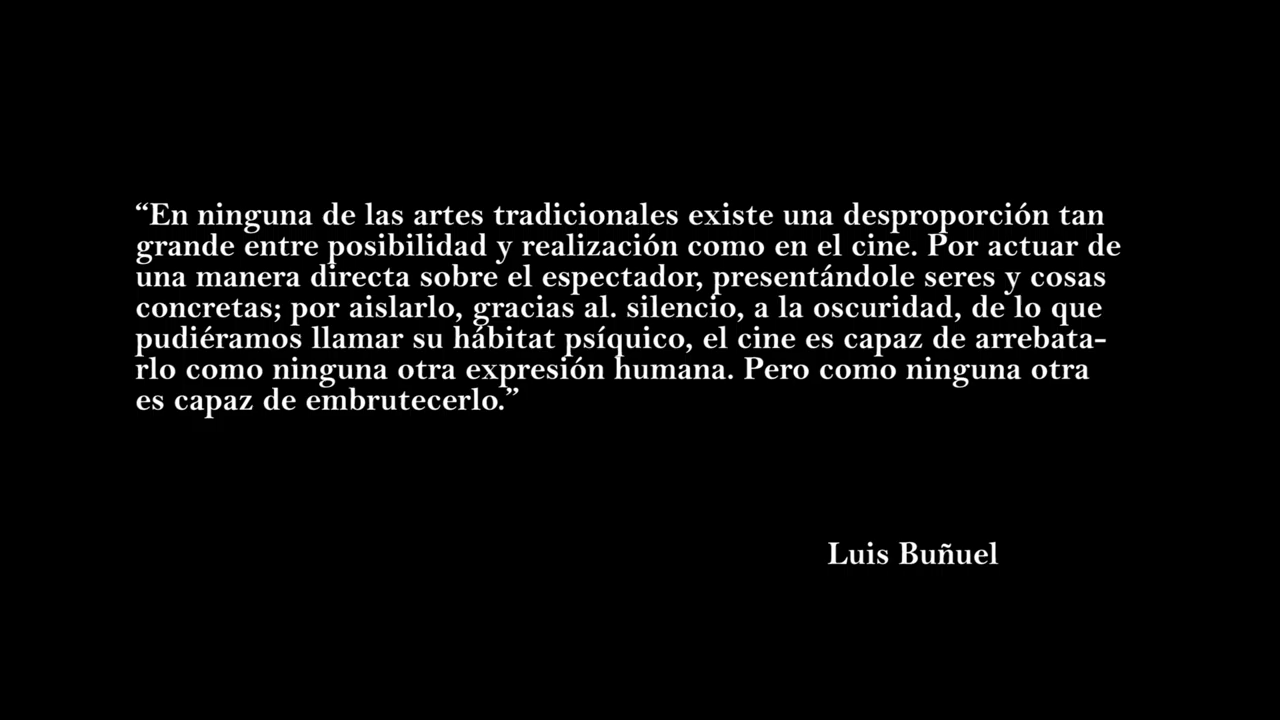 “En ninguna de las artes tradicionales existe una desproporción tan
grande entre posibilidad y realización como en el cine. Por actuar de
una manera directa sobre el espectador, presentándole seres y cosas
concretas; por aislarlo, gracias al. silencio, a la oscuridad, de lo que
pudiéramos llamar su hábitat psíquico, el cine es capaz de arrebata-
rlo como ninguna otra expresión humana. Pero como ninguna otra
es capaz de embrutecerlo.”
Luis Buñuel